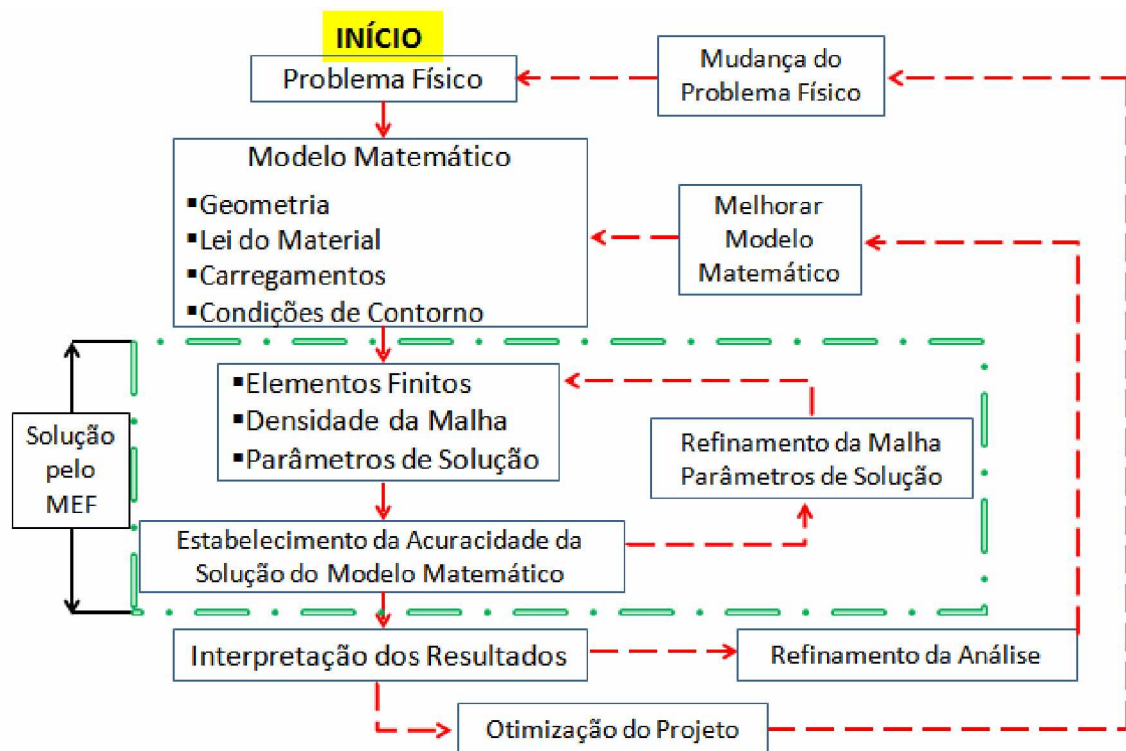 INÍCIO
Problema Físico
Mudança do
Problema Físico
Modelo Matemático
▪Geometria
▪Lei do Material
▪Carregamentos
▪Condições de Contorno
Melhorar
Modelo
Matemático
Solução
pelo
MEF
▪Elementos Finitos
▪Densidade da Malha
▪Parâmetros de Solução
Refinamento da Malha
Parâmetros de Solução
Estabelecimento da Acuracidade da
Solução do Modelo Matemático
Interpretação dos Resultados
Refinamento da Análise
Otimização do Projeto